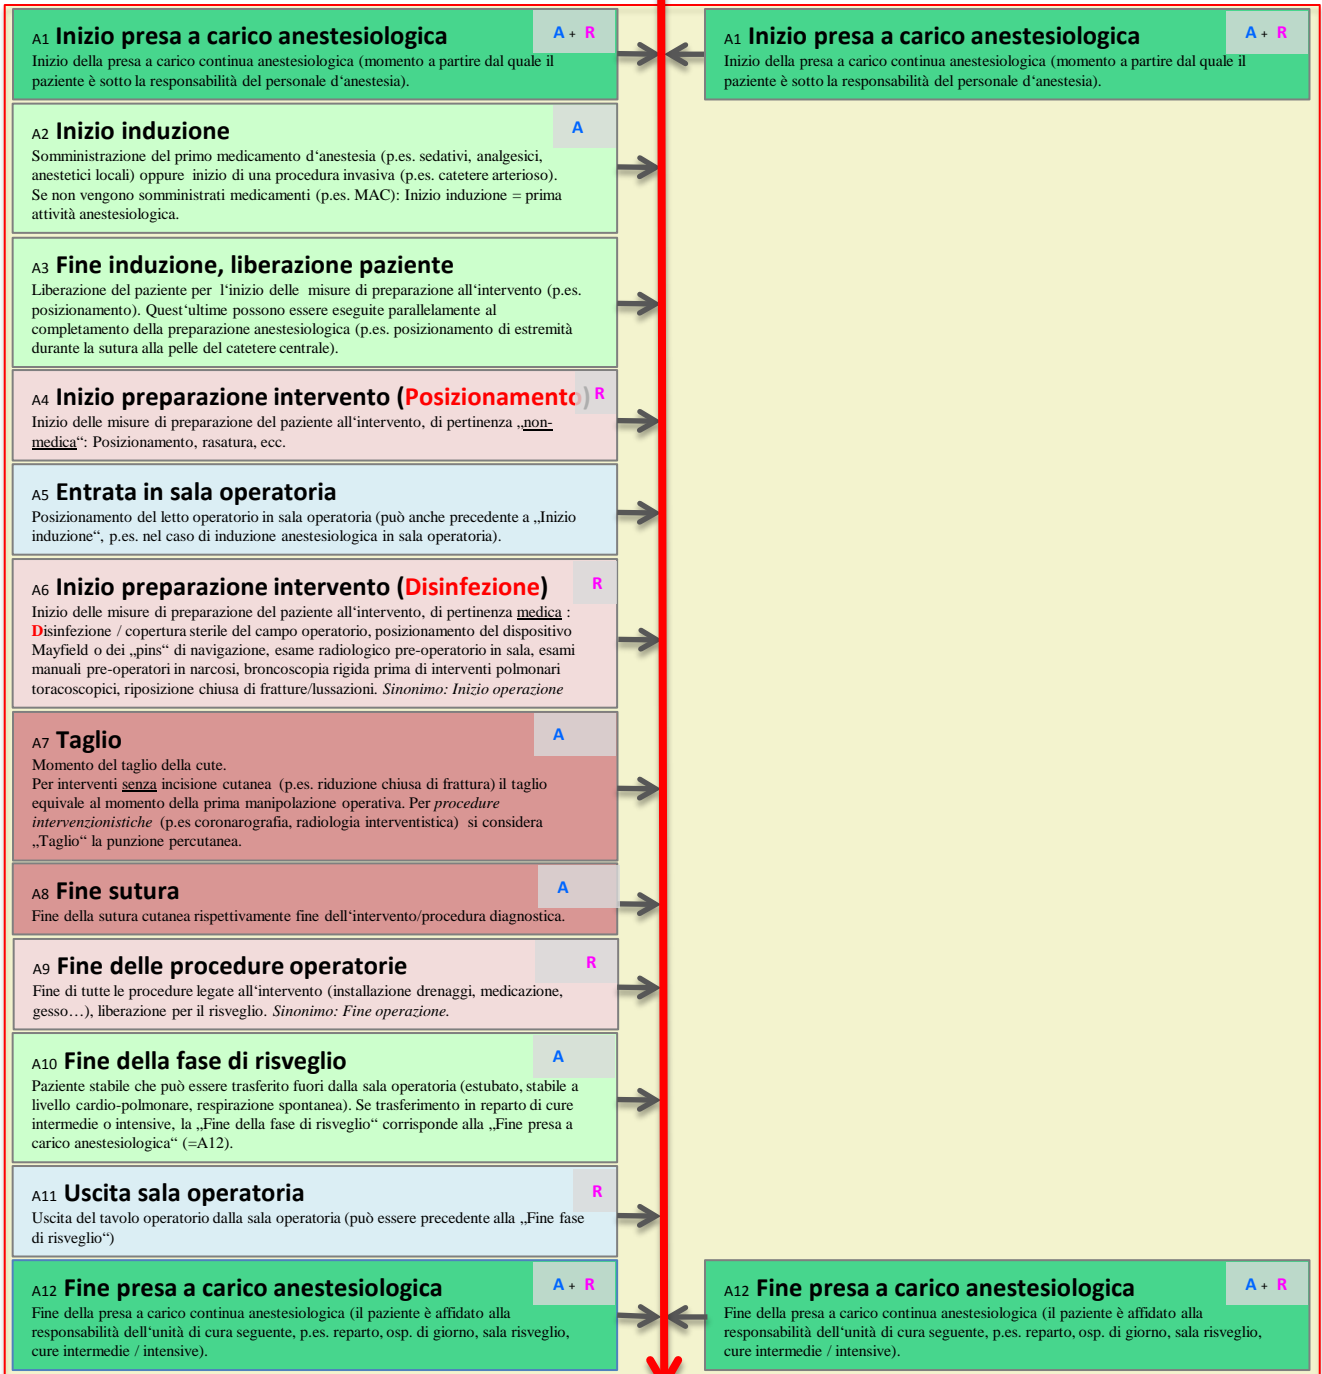 A1 Inizio presa a carico anestesiologica
A + R
Inizio della presa a carico continua anestesiologica (momento a partire dal quale il
paziente è sotto la responsabilità del personale d‘anestesia).
A1 Inizio presa a carico anestesiologica
A + R
Inizio della presa a carico continua anestesiologica (momento a partire dal quale il
paziente è sotto la responsabilità del personale d‘anestesia).
A2 Inizio induzione
A
Somministrazione del primo medicamento d‘anestesia (p.es. sedativi, analgesici,
anestetici locali) oppure inizio di una procedura invasiva (p.es. catetere arterioso).
Se non vengono somministrati medicamenti (p.es. MAC): Inizio induzione = prima
attività anestesiologica.
A3 Fine induzione, liberazione paziente
Liberazione del paziente per l‘inizio delle misure di preparazione all‘intervento (p.es.
posizionamento). Quest‘ultime possono essere eseguite parallelamente al
completamento della preparazione anestesiologica (p.es. posizionamento di estremità
durante la sutura alla pelle del catetere centrale).
A4 Inizio preparazione intervento (Posizionamento)
R
Inizio delle misure di preparazione del paziente all‘intervento, di pertinenza „non-
medica“: Posizionamento, rasatura, ecc.
A5 Entrata in sala operatoria
Posizionamento del letto operatorio in sala operatoria (può anche precedente a „Inizio
induzione“, p.es. nel caso di induzione anestesiologica in sala operatoria).
A6 Inizio preparazione intervento (Disinfezione)
R
Inizio delle misure di preparazione del paziente all‘intervento, di pertinenza medica :
Disinfezione / copertura sterile del campo operatorio, posizionamento del dispositivo
Mayfield o dei „pins“ di navigazione, esame radiologico pre-operatorio in sala, esami
manuali pre-operatori in narcosi, broncoscopia rigida prima di interventi polmonari
toracoscopici, riposizione chiusa di fratture/lussazioni. Sinonimo: Inizio operazione
A7 Taglio
A
Momento del taglio della cute.
Per interventi senza incisione cutanea (p.es. riduzione chiusa di frattura) il taglio
equivale al momento della prima manipolazione operativa. Per procedure
intervenzionistiche (p.es coronarografia, radiologia interventistica) si considera
„Taglio“ la punzione percutanea.
A8 Fine sutura
A
Fine della sutura cutanea rispettivamente fine dell‘intervento/procedura diagnostica.
A9 Fine delle procedure operatorie
R
Fine di tutte le procedure legate all‘intervento (installazione drenaggi, medicazione,
gesso…), liberazione per il risveglio. Sinonimo: Fine operazione.
A10 Fine della fase di risveglio
A
Paziente stabile che può essere trasferito fuori dalla sala operatoria (estubato, stabile a
livello cardio-polmonare, respirazione spontanea). Se trasferimento in reparto di cure
intermedie o intensive, la „Fine della fase di risveglio“ corrisponde alla „Fine presa a
carico anestesiologica“ (=A12).
A11 Uscita sala operatoria
R
Uscita del tavolo operatorio dalla sala operatoria (può essere precedente alla „Fine fase
di risveglio“)
A12 Fine presa a carico anestesiologica
A + R
Fine della presa a carico continua anestesiologica (il paziente è affidato alla
responsabilità dell‘unità di cura seguente, p.es. reparto, osp. di giorno, sala risveglio,
cure intermedie / intensive).
A12 Fine presa a carico anestesiologica
A + R
Fine della presa a carico continua anestesiologica (il paziente è affidato alla
responsabilità dell‘unità di cura seguente, p.es. reparto, osp. di giorno, sala risveglio,
cure intermedie / intensive).